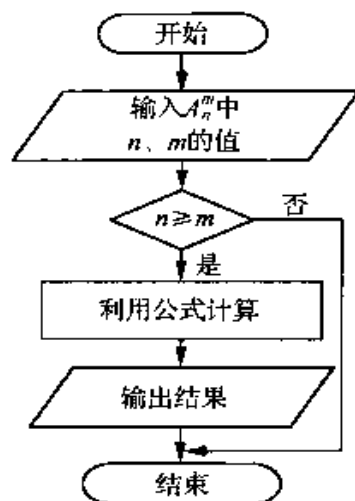 开始
输入Aₙᵐ中
n、m的值
n≥m
否
是
利用公式计算
输出结果
结束